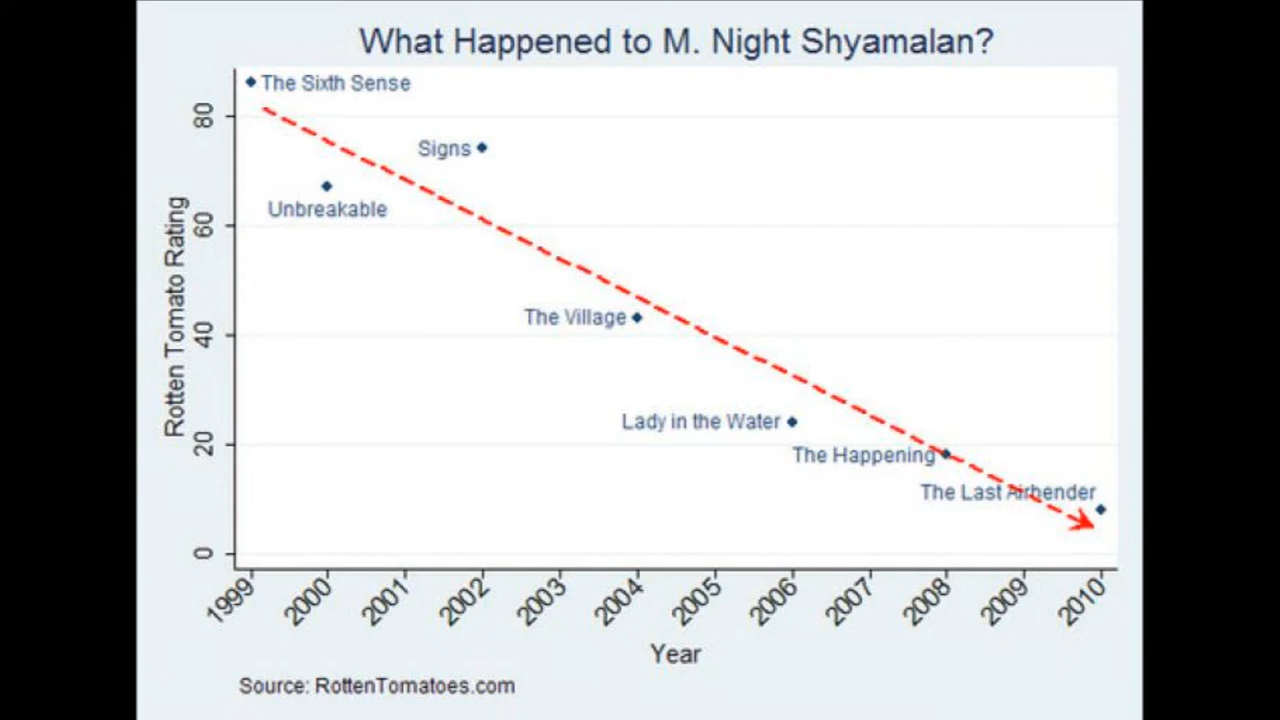 What Happened to M. Night Shyamalan?
The Sixth Sense
Signs
Unbreakable
The Village
Lady in the Water
The Happening
The Last Airbender
Rotten Tomato Rating
80
60
40
20
0
1999 2000 2001 2002 2003 2004 2005 2006 2007 2008 2009 2010
Year
Source: RottenTomatoes.com